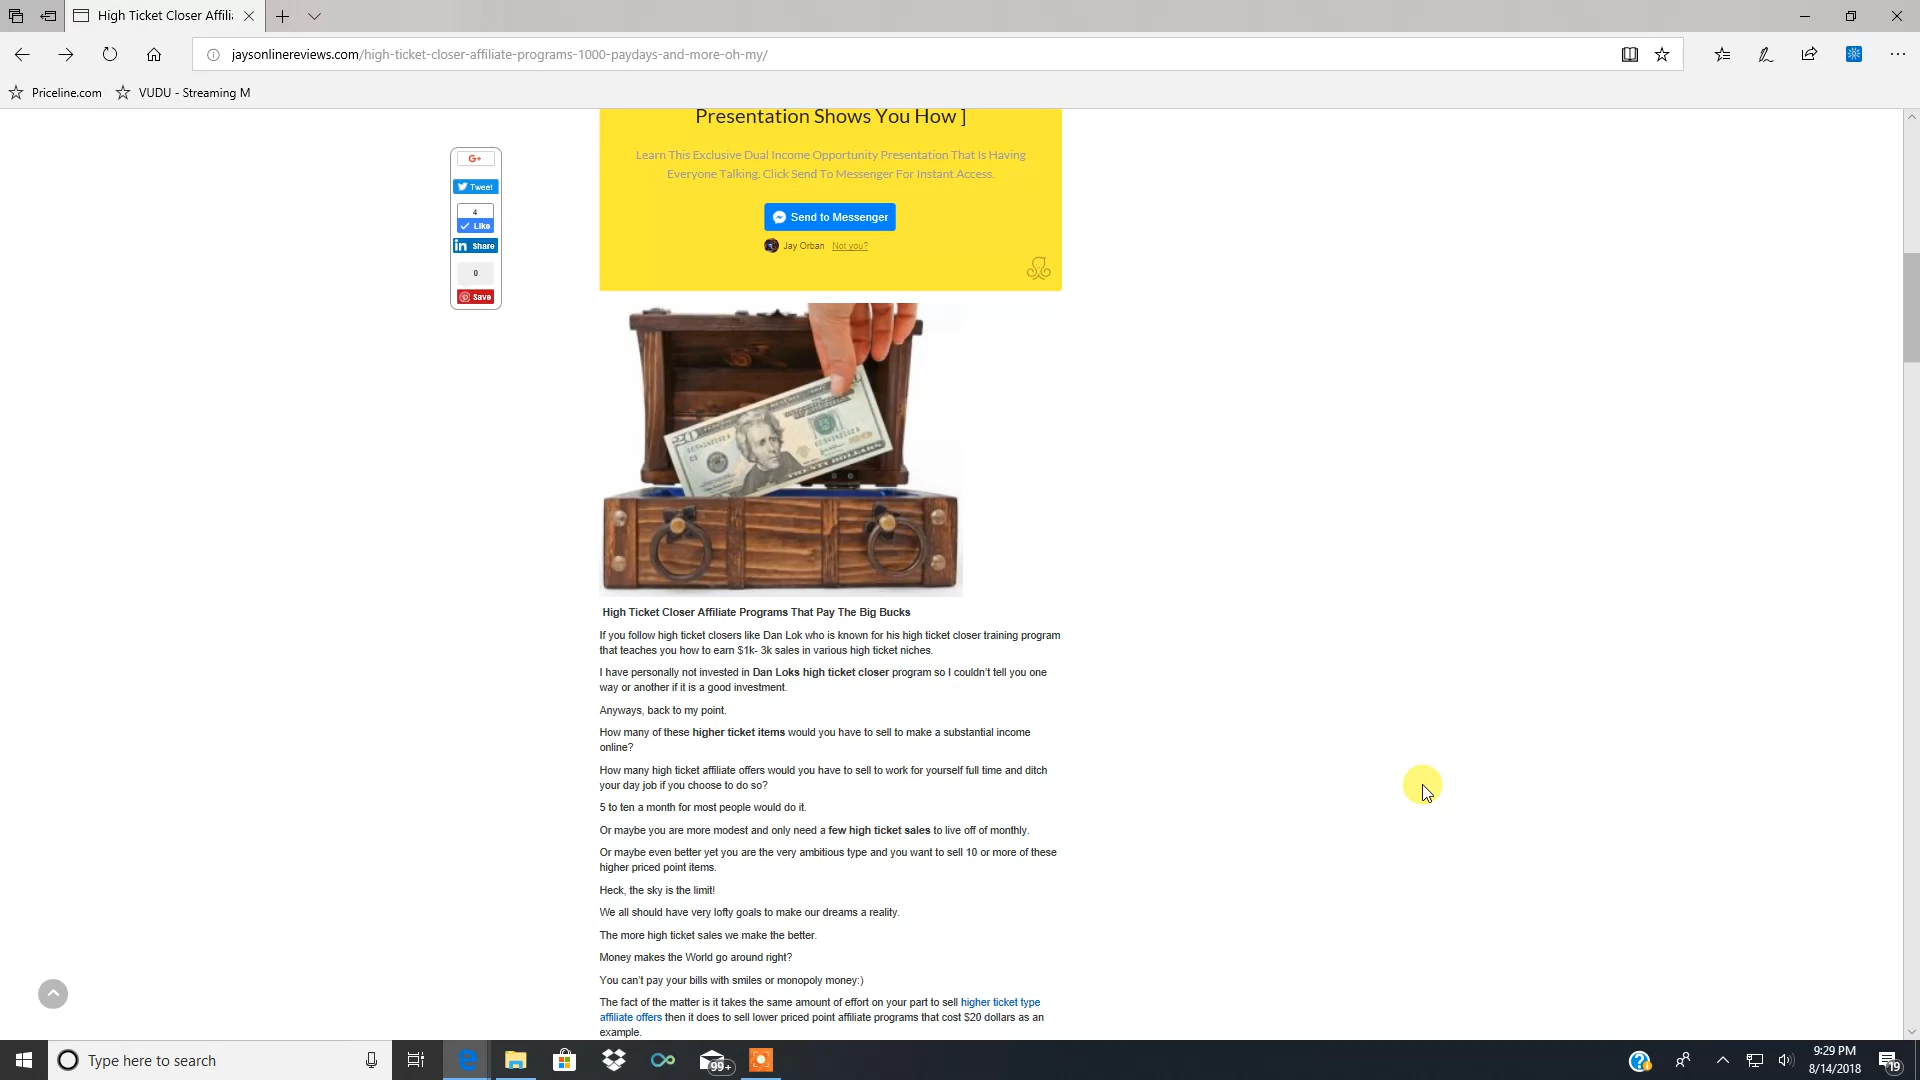 High Ticket Closer Affili
jaysonlinereviews.com/high-ticket-closer-affiliate-programs-1000-paydays-and-more-oh-my/
Priceline.com
VUDU - Streaming M
Presentation Shows You How ]
Learn This Exclusive Dual Income Opportunity Presentation That Is Having
Everyone Talking. Click Send To Messenger For Instant Access.
Send to Messenger
Jay Orban Not you?
G+
Tweet
4
Like
in Share
0
Save
20
TWENTY DOLLARS
High Ticket Closer Affiliate Programs That Pay The Big Bucks
If you follow high ticket closers like Dan Lok who is known for his high ticket closer training program
that teaches you how to earn $1k- 3k sales in various high ticket niches.
I have personally not invested in Dan Loks high ticket closer program so I couldn't tell you one
way or another if it is a good investment.
Anyways, back to my point.
How many of these higher ticket items would you have to sell to make a substantial income
online?
How many high ticket affiliate offers would you have to sell to work for yourself full time and ditch
your day job if you choose to do so?
5 to ten a month for most people would do it.
Or maybe you are more modest and only need a few high ticket sales to live off of monthly.
Or maybe even better yet you are the very ambitious type and you want to sell 10 or more of these
higher priced point items.
Heck, the sky is the limit!
We all should have very lofty goals to make our dreams a reality.
The more high ticket sales we make the better.
Money makes the World go around right?
You can't pay your bills with smiles or monopoly money:)
The fact of the matter is it takes the same amount of effort on your part to sell higher ticket type
affiliate offers then it does to sell lower priced point affiliate programs that cost $20 dollars as an
example.
Type here to search
99+
9:29 PM
8/14/2018
19